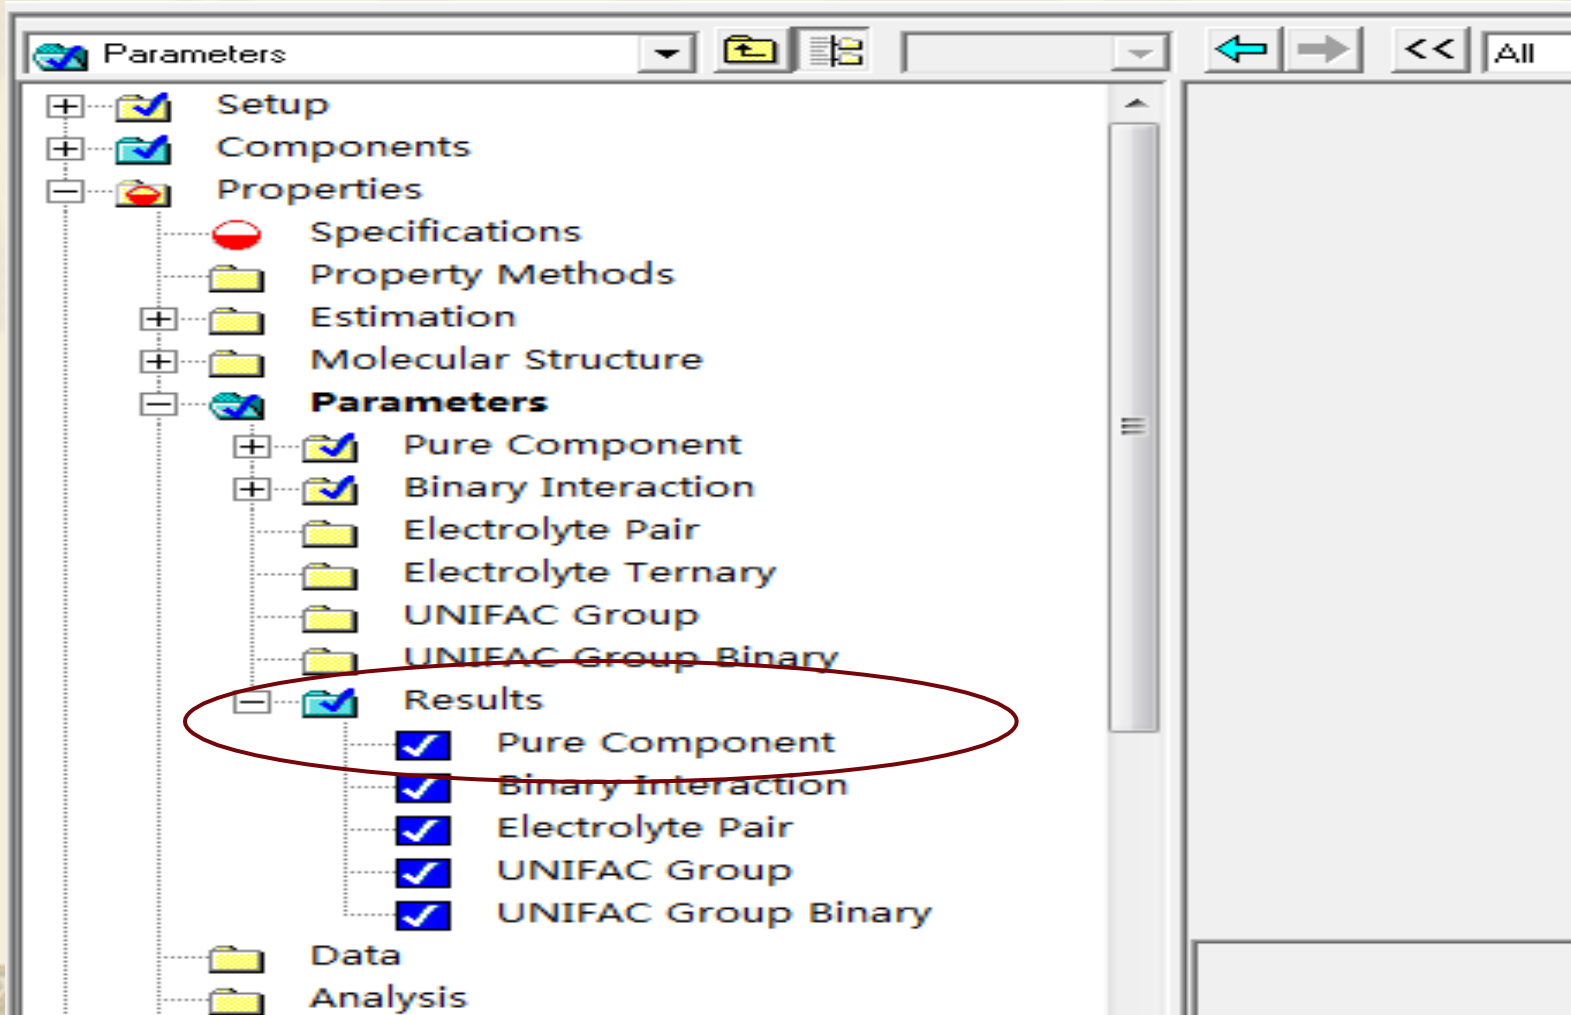 Parameters
<<
All
Setup
Components
Properties
Specifications
Property Methods
Estimation
Molecular Structure
Parameters
Pure Component
Binary Interaction
Electrolyte Pair
Electrolyte Ternary
UNIFAC Group
UNIFAC Group Binary
Results
Pure Component
Binary Interaction
Electrolyte Pair
UNIFAC Group
UNIFAC Group Binary
Data
Analysis